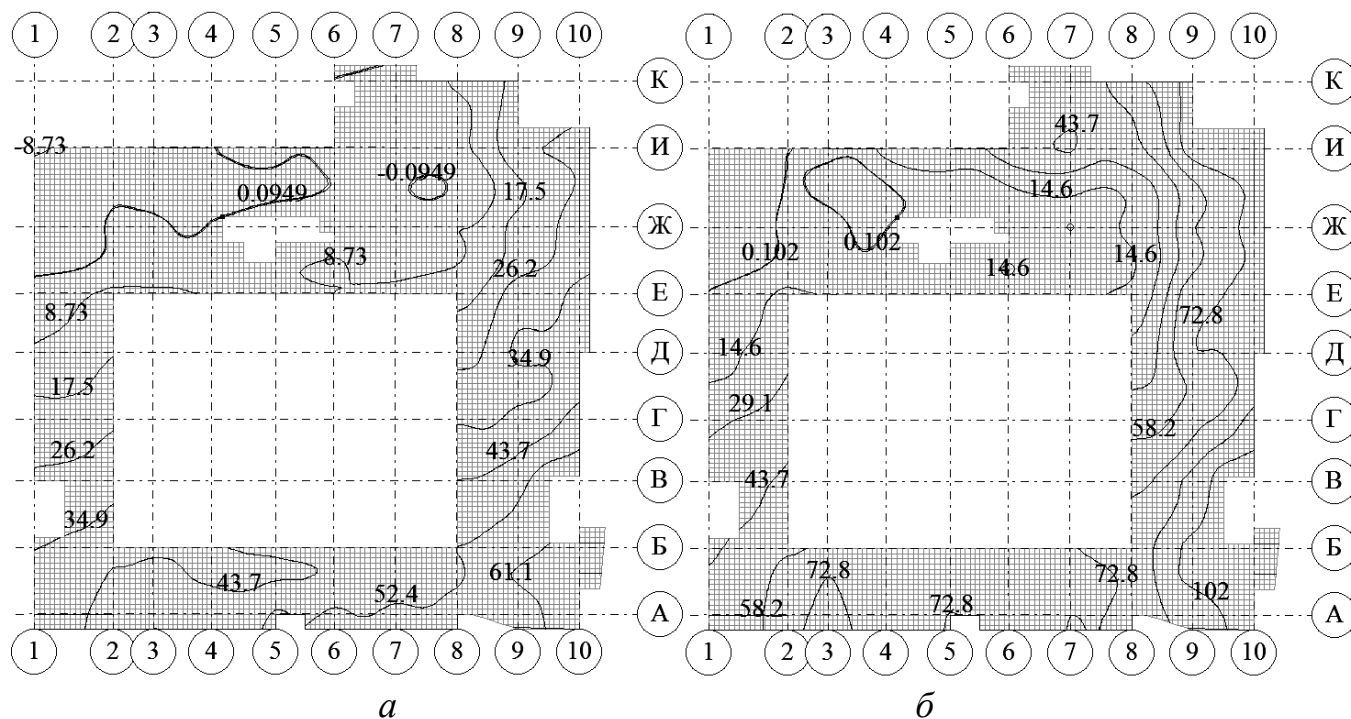 1 2 3 4 5 6 7 8 9 10 1 2 3 4 5 6 7 8 9 10
К К
43.7
-8.73 И И
0.0949 -0.0949 17.5 14.6
Ж Ж
0.102 0.102 14.6
8.73 26.2 14.6
Е Е
8.73 72.8
34.9 14.6
Д Д
17.5 29.1
Г Г
58.2
26.2 43.7
В 43.7 В
34.9
Б Б
43.7 52.4 61.1 72.8 72.8 102
А 58.2 72.8 А
1 2 3 4 5 6 7 8 9 10 1 2 3 4 5 6 7 8 9 10
а б